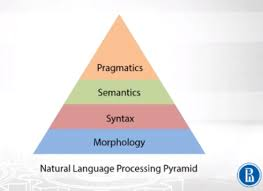 Pragmatics
Semantics
Syntax
Morphology
Natural Language Processing Pyramid